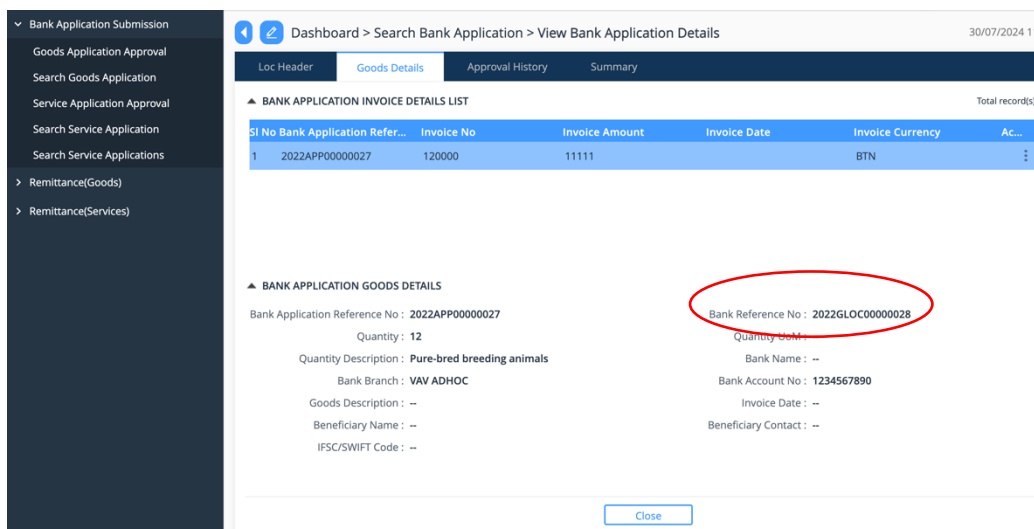 Bank Application Submission
Goods Application Approval
Search Goods Application
Service Application Approval
Search Service Application
Search Service Applications
Remittance(Goods)
Remittance(Services)
Dashboard > Search Bank Application > View Bank Application Details
30/07/2024 1
Loc Header Goods Details Approval History Summary
BANK APPLICATION INVOICE DETAILS LIST Total record(s)
Sl No Bank Application Refer... Invoice No Invoice Amount Invoice Date Invoice Currency Ac...
1 2022APP00000027 120000 11111 BTN
BANK APPLICATION GOODS DETAILS
Bank Application Reference No : 2022APP00000027 Bank Reference No : 2022GLOC00000028
Quantity : 12 Quantity UoM :
Quantity Description : Pure-bred breeding animals Bank Name : --
Bank Branch : VAV ADHOC Bank Account No : 1234567890
Goods Description : -- Invoice Date : --
Beneficiary Name : -- Beneficiary Contact : --
IFSC/SWIFT Code : --
Close